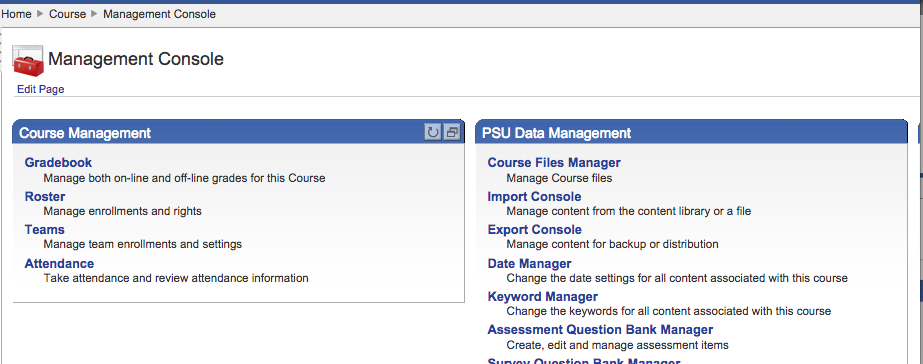 Home Course Management Console
Management Console
Edit Page
Course Management
Gradebook
Manage both on-line and off-line grades for this Course
Roster
Manage enrollments and rights
Teams
Manage team enrollments and settings
Attendance
Take attendance and review attendance information
PSU Data Management
Course Files Manager
Manage Course files
Import Console
Manage content from the content library or a file
Export Console
Manage content for backup or distribution
Date Manager
Change the date settings for all content associated with this course
Keyword Manager
Change the keywords for all content associated with this course
Assessment Question Bank Manager
Create, edit and manage assessment items
Survey Question Bank Manager